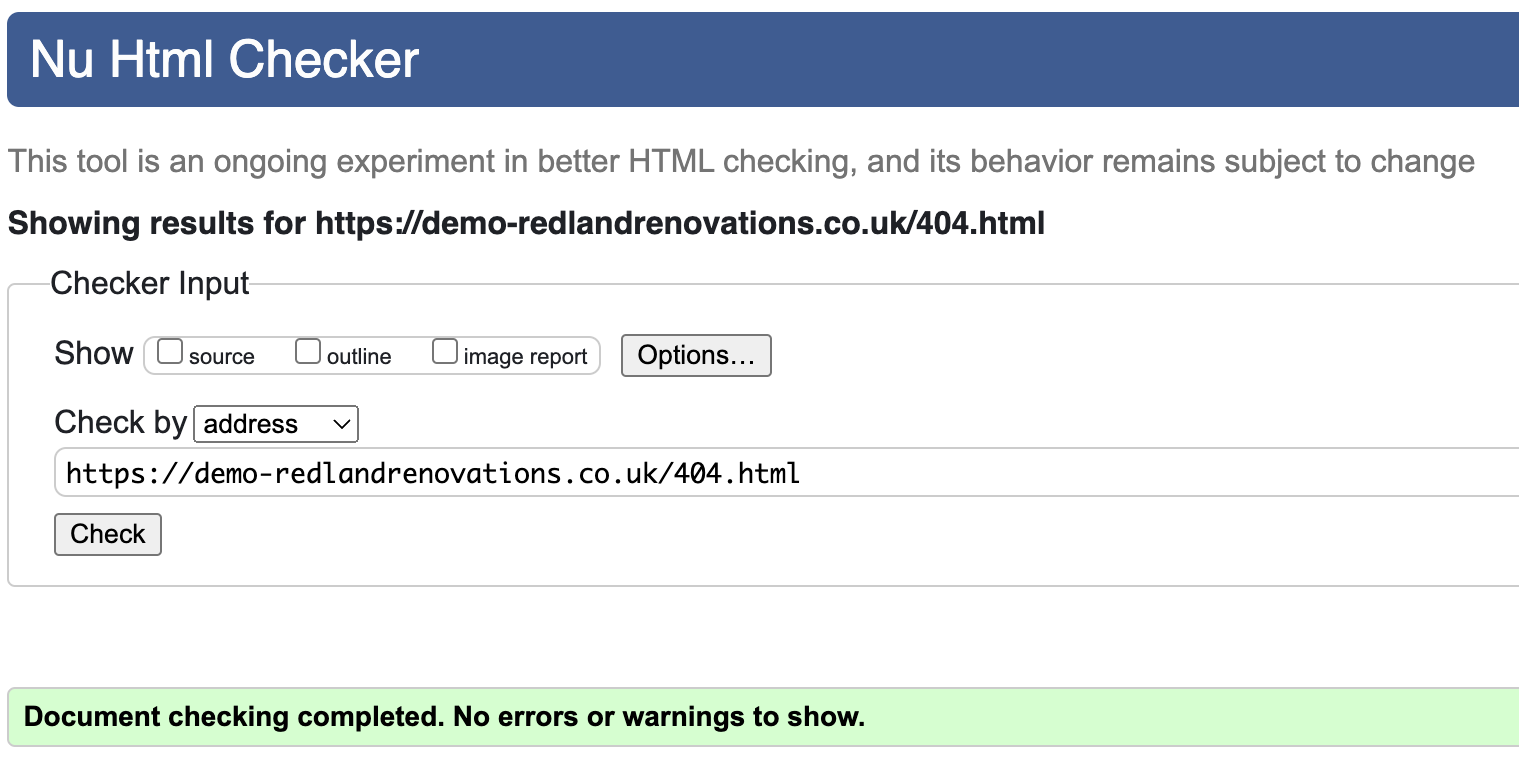 Nu Html Checker
This tool is an ongoing experiment in better HTML checking, and its behavior remains subject to change
Showing results for https://demo-redlandrenovations.co.uk/404.html
Checker Input
Show source outline image report Options…
Check by address
https://demo-redlandrenovations.co.uk/404.html
Check
Document checking completed. No errors or warnings to show.